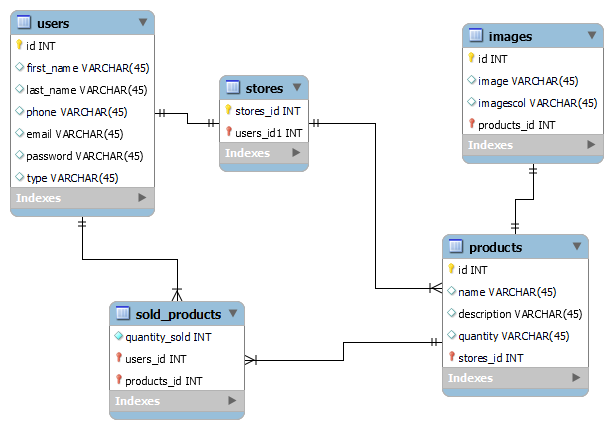 users
id INT
first_name VARCHAR(45)
last_name VARCHAR(45)
phone VARCHAR(45)
email VARCHAR(45)
password VARCHAR(45)
type VARCHAR(45)
Indexes
stores
stores_id INT
users_id1 INT
Indexes
images
id INT
image VARCHAR(45)
imagescol VARCHAR(45)
products_id INT
Indexes
sold_products
quantity_sold INT
users_id INT
products_id INT
Indexes
products
id INT
name VARCHAR(45)
description VARCHAR(45)
quantity VARCHAR(45)
stores_id INT
Indexes